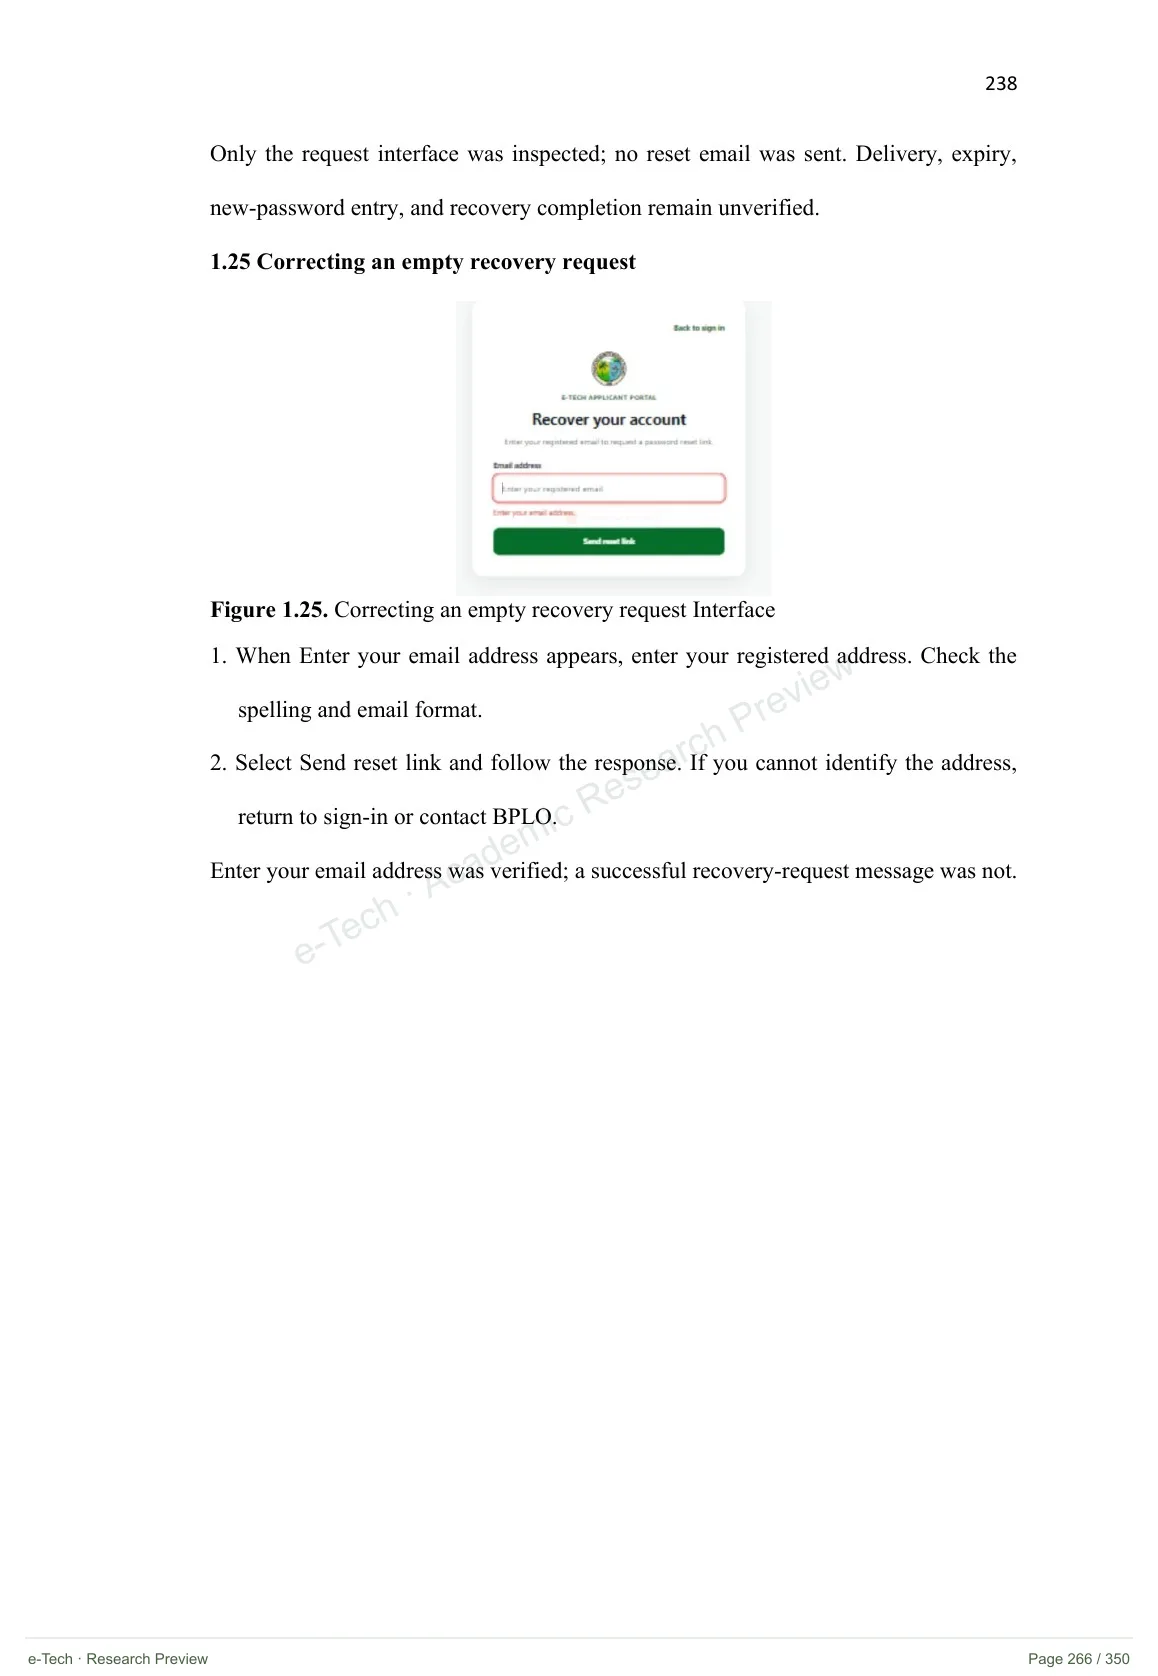 238
Only the request interface was inspected; no reset email was sent. Delivery, expiry,
new-password entry, and recovery completion remain unverified.
1.25 Correcting an empty recovery request
Back to sign in
E-TECH APPLICANT PORTAL
Recover your account
Enter your registered email to request a password reset link.
Email address
Enter your registered email
Enter your email address.
Send reset link
Figure 1.25. Correcting an empty recovery request Interface
1. When Enter your email address appears, enter your registered address. Check the
spelling and email format.
2. Select Send reset link and follow the response. If you cannot identify the address,
return to sign-in or contact BPLO.
Enter your email address was verified; a successful recovery-request message was not.
e-Tech · Academic Research Preview
e-Tech · Research Preview
Page 266 / 350